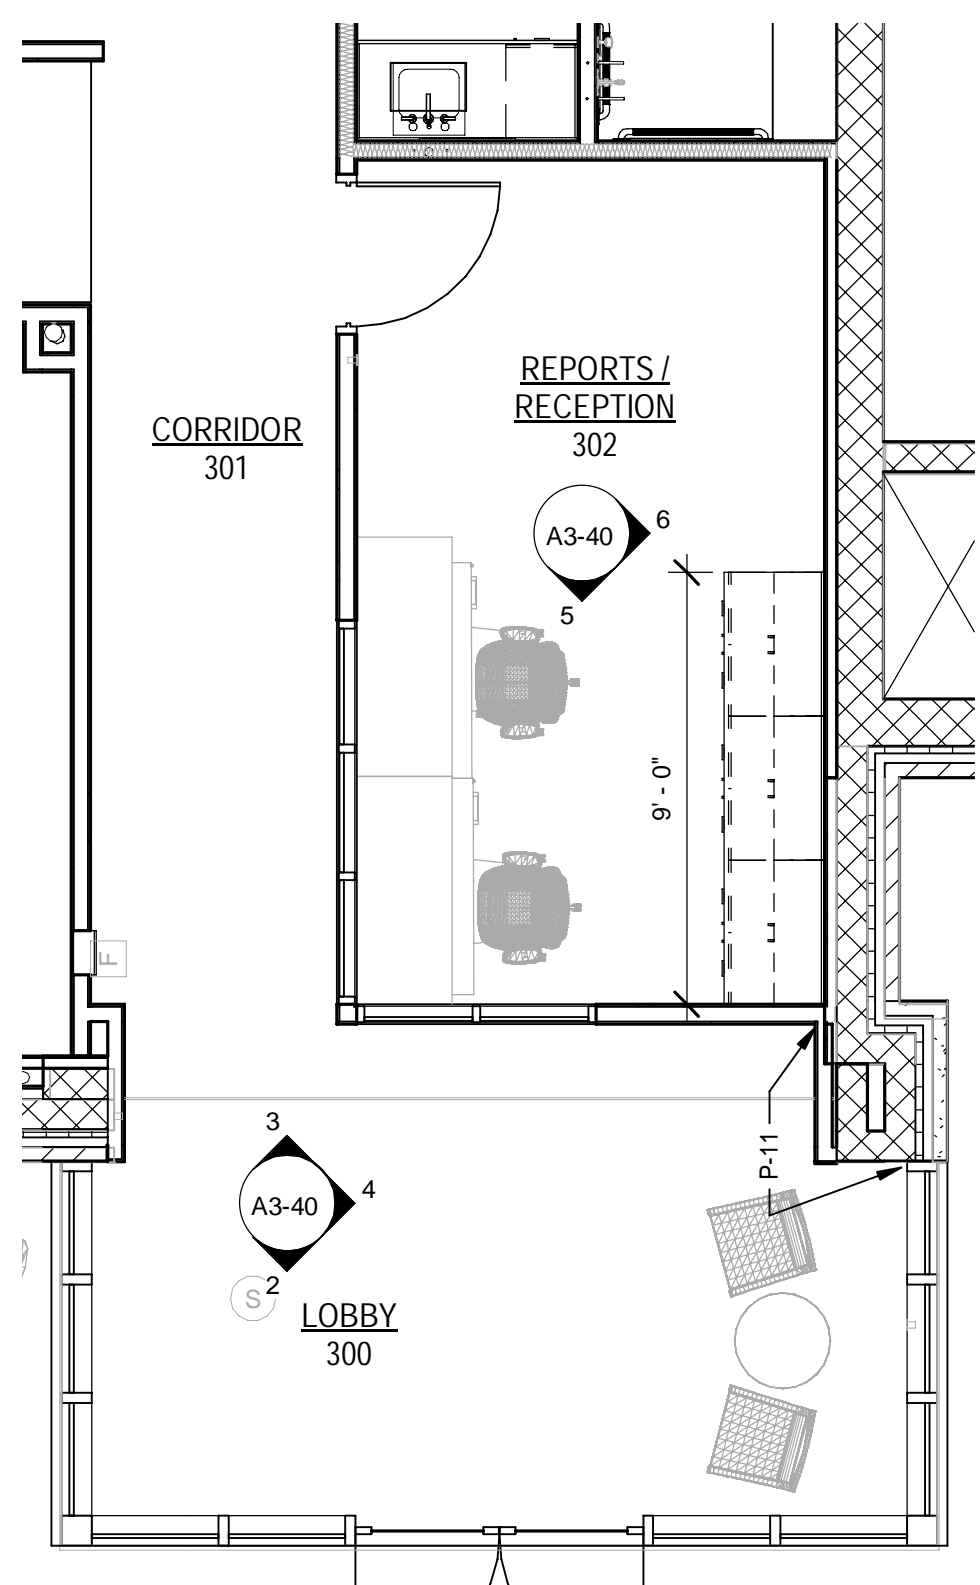 REPORTS /
RECEPTION
302
CORRIDOR
301
A3-40
6
5
9' - 0"
F
P-11
3
A3-40
4
2
S
LOBBY
300